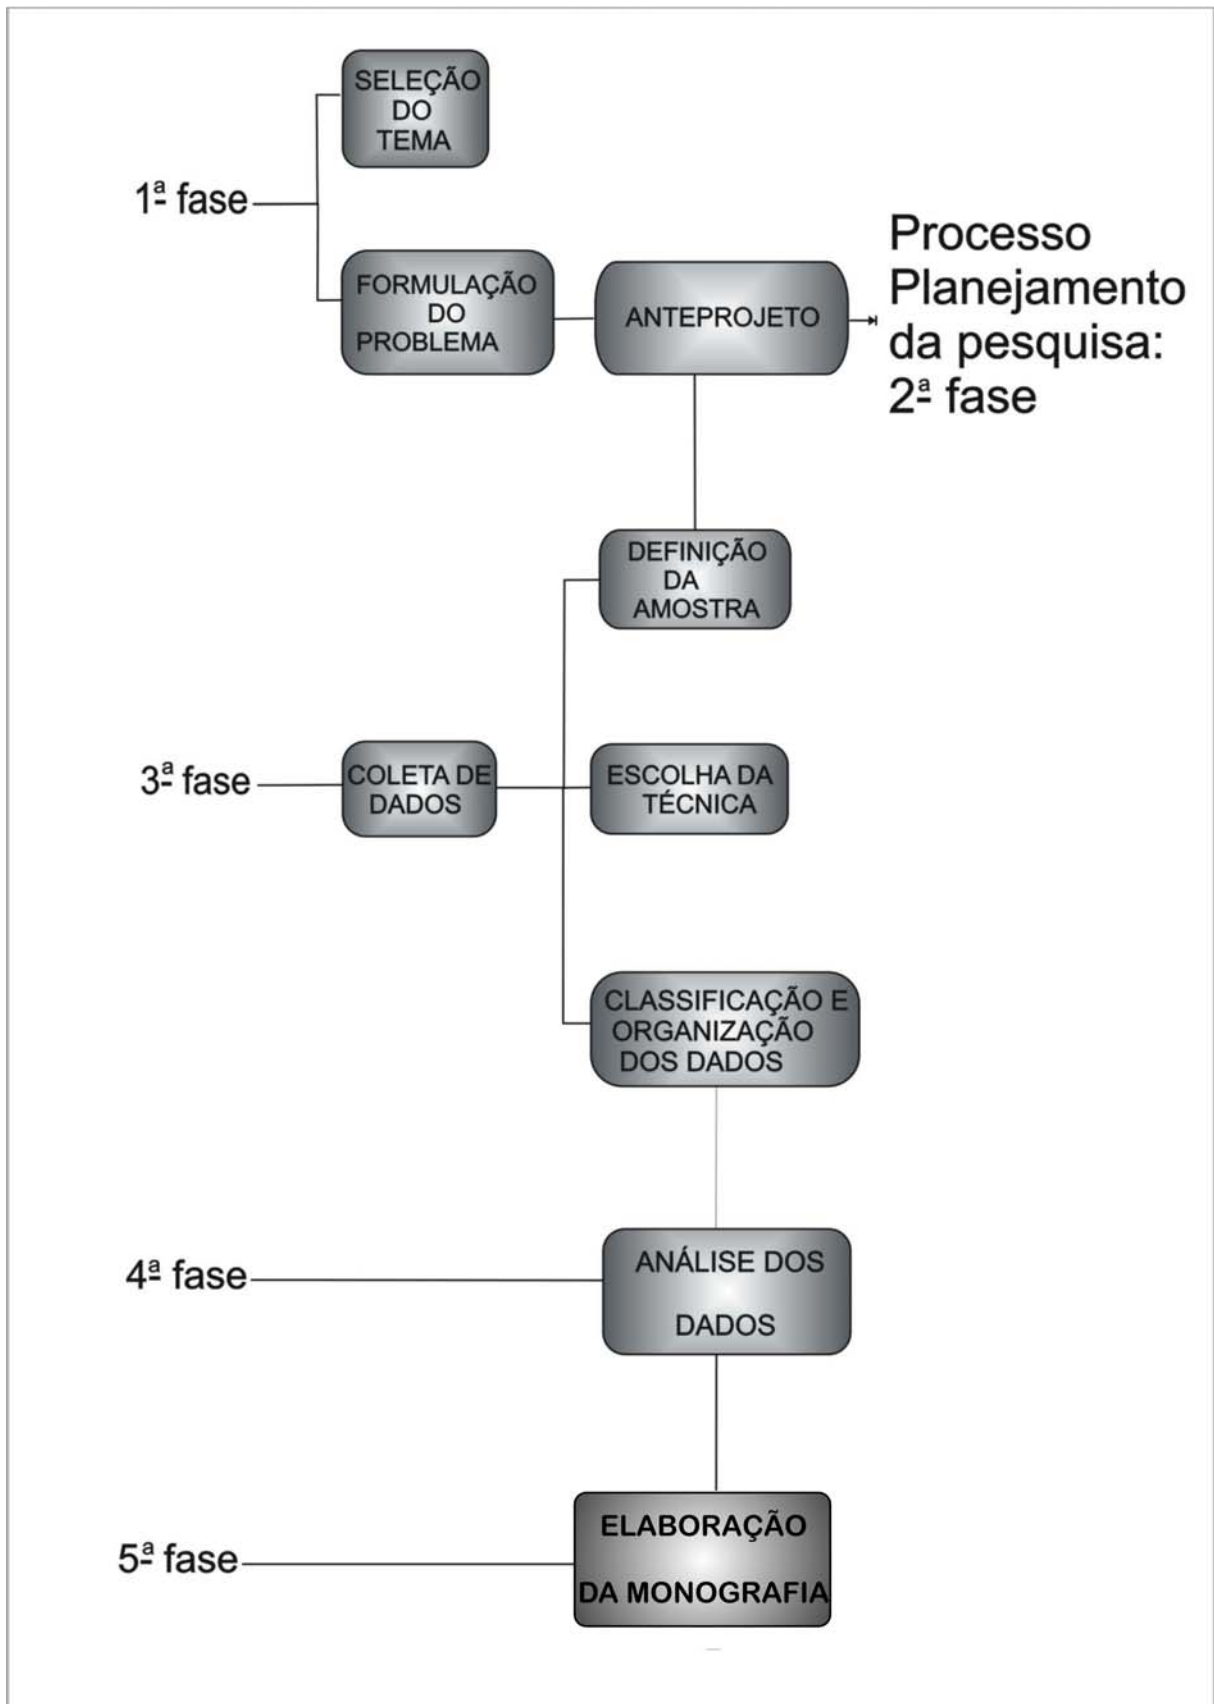 SELEÇÃO
DO
TEMA
1ª fase
FORMULAÇÃO
DO
PROBLEMA
ANTEPROJETO
Processo
Planejamento
da pesquisa:
2ª fase
DEFINIÇÃO
DA
AMOSTRA
3ª fase
COLETA DE
DADOS
ESCOLHA DA
TÉCNICA
CLASSIFICAÇÃO E
ORGANIZAÇÃO
DOS DADOS
4ª fase
ANÁLISE DOS
DADOS
5ª fase
ELABORAÇÃO
DA MONOGRAFIA